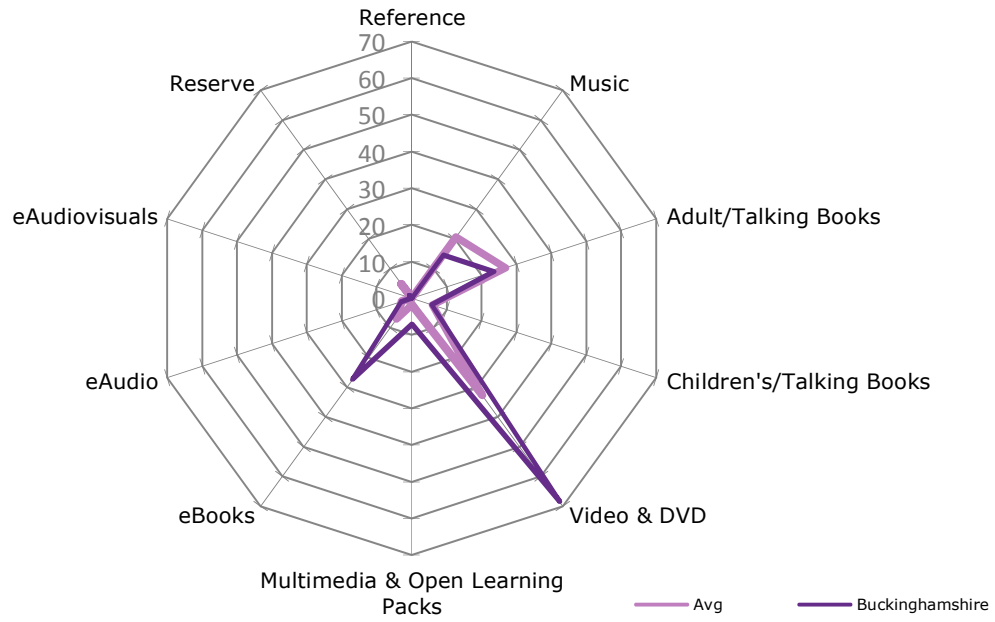 Reference
70
60
50
40
30
20
10
0
Music
Adult/Talking Books
Children's/Talking Books
Video & DVD
Multimedia & Open Learning
Packs
eBooks
eAudio
eAudiovisuals
Reserve
Avg
Buckinghamshire